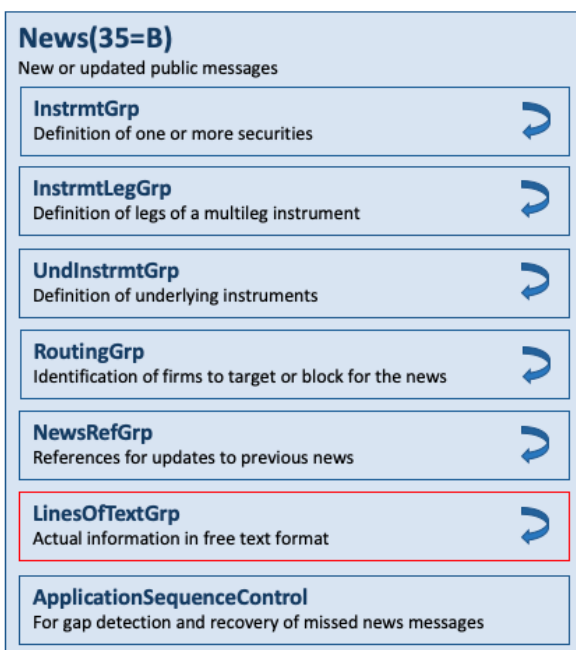 News(35=B)
New or updated public messages
InstrmtGrp
Definition of one or more securities
InstrmtLegGrp
Definition of legs of a multileg instrument
UndInstrmtGrp
Definition of underlying instruments
RoutingGrp
Identification of firms to target or block for the news
NewsRefGrp
References for updates to previous news
LinesOfTextGrp
Actual information in free text format
ApplicationSequenceControl
For gap detection and recovery of missed news messages